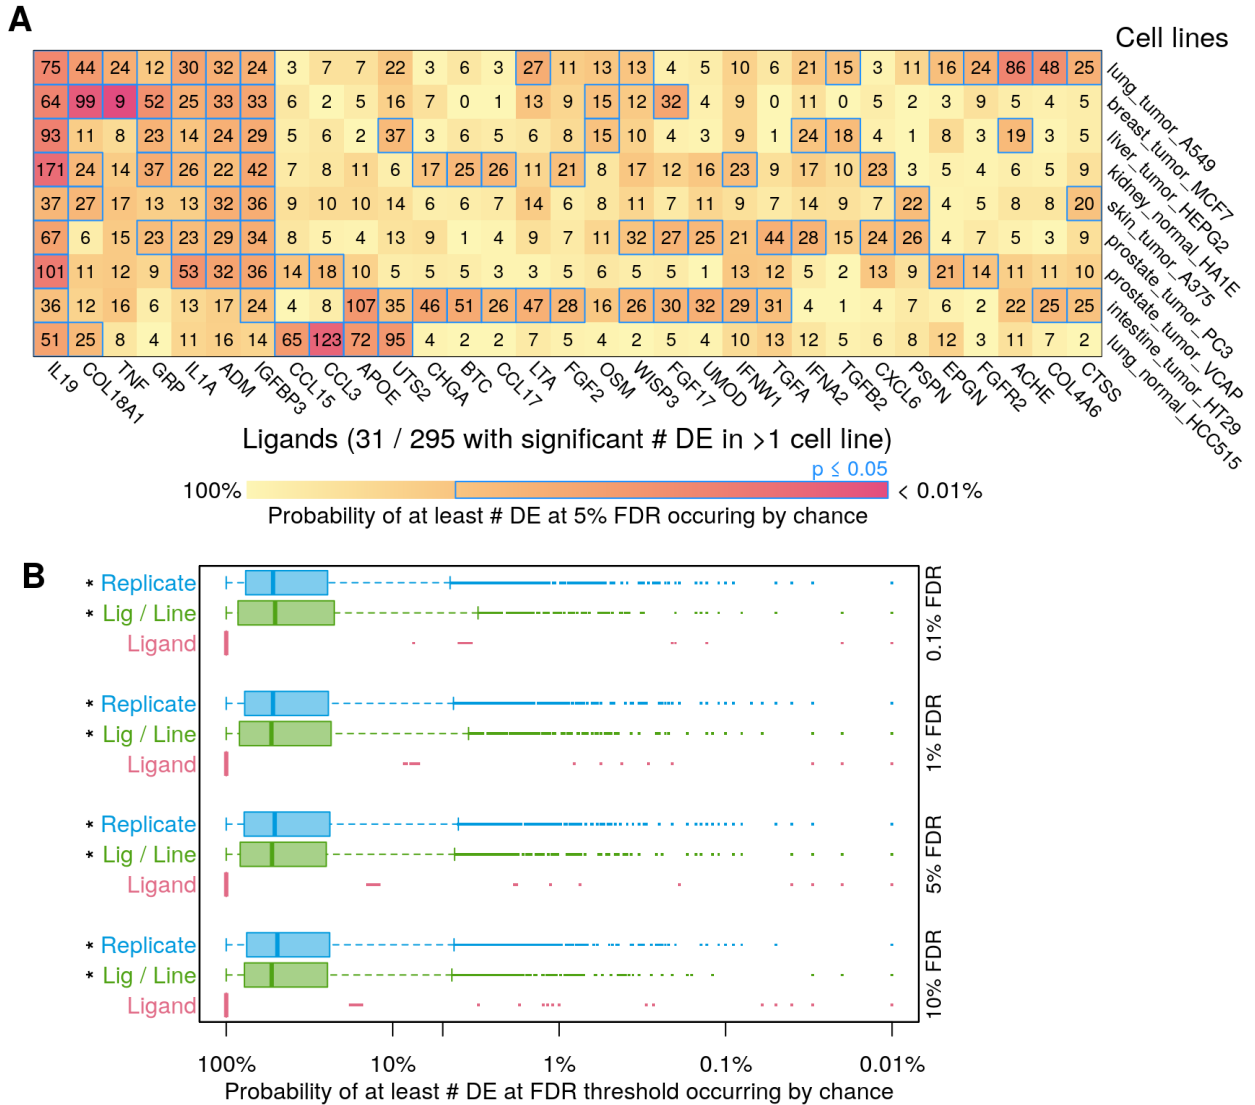 A
Cell lines
75 44 24 12 30 32 24 3 7 7 22 3 6 3 27 11 13 13 4 5 10 6 21 15 3 11 16 24 86 48 25
64 99 9 52 25 33 33 6 2 5 16 7 0 1 13 9 15 12 32 4 9 0 11 0 5 2 3 9 5 4 5
93 11 8 23 14 24 29 5 6 2 37 3 6 5 6 8 15 10 4 3 9 1 24 18 4 1 8 3 19 3 5
171 24 14 37 26 22 42 7 8 11 6 17 25 26 11 21 8 17 12 16 23 9 17 10 23 3 5 4 6 5 9
37 27 17 13 13 32 36 9 10 10 14 6 6 7 14 6 8 11 7 11 9 7 14 9 7 22 4 5 8 8 20
67 6 15 23 23 29 34 8 5 4 13 9 1 4 9 7 11 32 27 25 21 44 28 15 24 26 4 7 5 3 9
101 11 12 9 53 32 36 14 18 10 5 5 2 3 3 5 6 5 5 1 13 12 5 2 13 9 21 14 11 11 10
36 12 16 6 13 17 24 4 8 107 35 46 51 26 47 28 16 26 30 32 29 31 4 1 4 7 6 2 22 25 25
51 25 8 4 11 16 14 65 123 72 95 4 2 2 7 5 4 2 5 4 10 13 12 5 6 8 12 3 11 7 2
lung_tumor_A549
breast_tumor_MCF7
liver_tumor_HEPG2
kidney_normal_HA1E
skin_tumor_A375
prostate_tumor_PC3
prostate_tumor_VCAP
intestine_tumor_HT29
lung_normal_HCC515
IL19 COL18A1 TNF GRP IL1A ADM IGFBP3 CCL15 CCL3 APOE UTS2 CHGA BTC CCL17 LTA FGF2 OSM WISP3 FGF17 UMOD IFNW1 TGFA IFNA2 TGFB2 CXCL6 PSPN EPGN FGFR2 ACHE COL4A6 CTSS
Ligands (31 / 295 with significant # DE in >1 cell line)
p ≤ 0.05
100% < 0.01%
Probability of at least # DE at 5% FDR occuring by chance
B
* Replicate
* Lig / Line
Ligand
0.1% FDR
* Replicate
* Lig / Line
Ligand
1% FDR
* Replicate
* Lig / Line
Ligand
5% FDR
* Replicate
* Lig / Line
Ligand
10% FDR
100% 10% 1% 0.1% 0.01%
Probability of at least # DE at FDR threshold occurring by chance